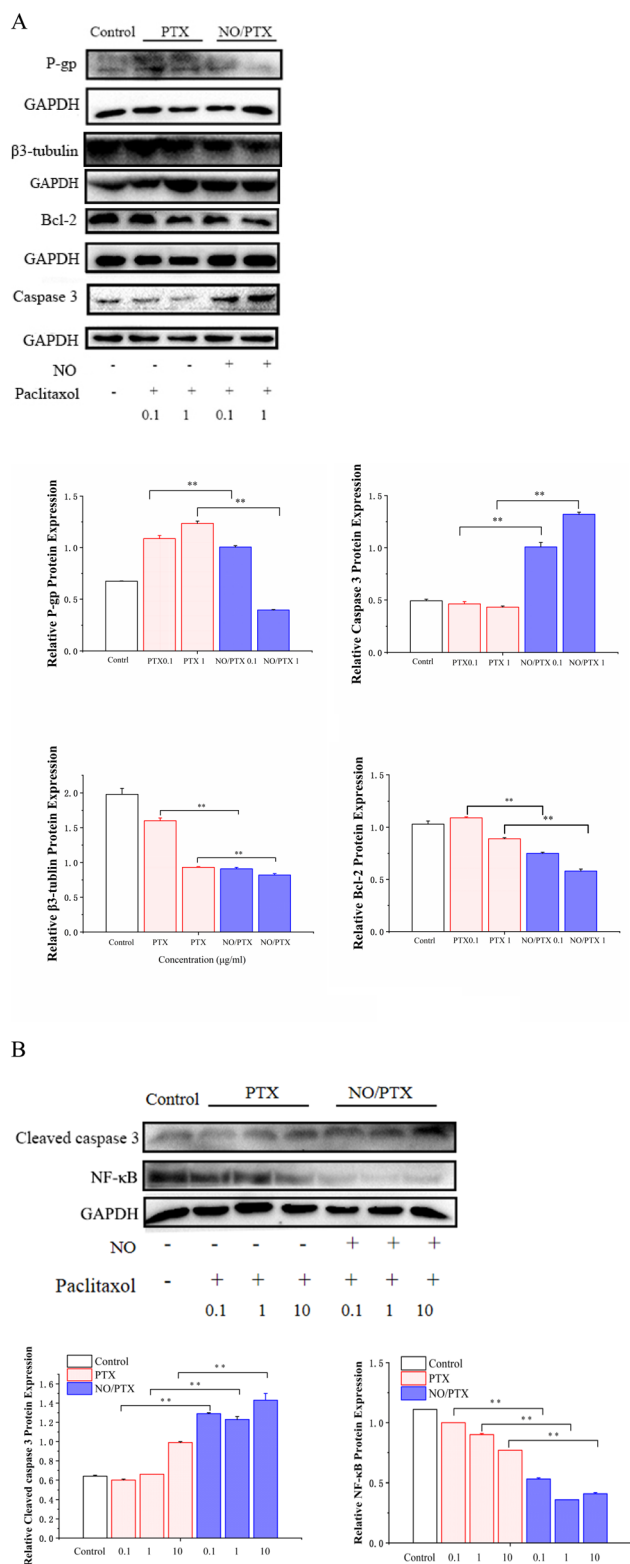 A
Control PTX NO/PTX
P-gp
GAPDH
β3-tubulin
GAPDH
Bcl-2
GAPDH
Caspase 3
GAPDH
NO - - - + +
Paclitaxol - + + + +
0.1 1 0.1 1
Relative P-gp Protein Expression
1.5
1.0
0.5
0.0
** **
Contrl PTX0.1 PTX 1 NO/PTX 0.1 NO/PTX 1
Relative Caspase 3 Protein Expression
1.5
1.0
0.5
0.0
** **
Contrl PTX0.1 PTX 1 NO/PTX 0.1 NO/PTX 1
Relative β3-tublin Protein Expression
2.0
1.5
1.0
0.5
0.0
** **
Control PTX PTX NO/PTX NO/PTX
Concentration (μg/ml)
Relative Bcl-2 Protein Expression
1.5
1.0
0.5
0.0
** **
Contrl PTX0.1 PTX 1 NO/PTX 0.1 NO/PTX 1
B
Control PTX NO/PTX
Cleaved caspase 3
NF-κB
GAPDH
NO - - - - + + +
Paclitaxol - + + + + + +
0.1 1 10 0.1 1 10
Relative Cleaved caspase 3 Protein Expression
1.8
1.6
1.4
1.2
1.0
0.8
0.6
0.4
0.2
0.0
Control
PTX
NO/PTX
** ** **
Control 0.1 1 10 0.1 1 10
Relative NF-κB Protein Expression
1.5
1.0
0.5
0.0
Control
PTX
NO/PTX
** ** **
Control 0.1 1 10 0.1 1 10